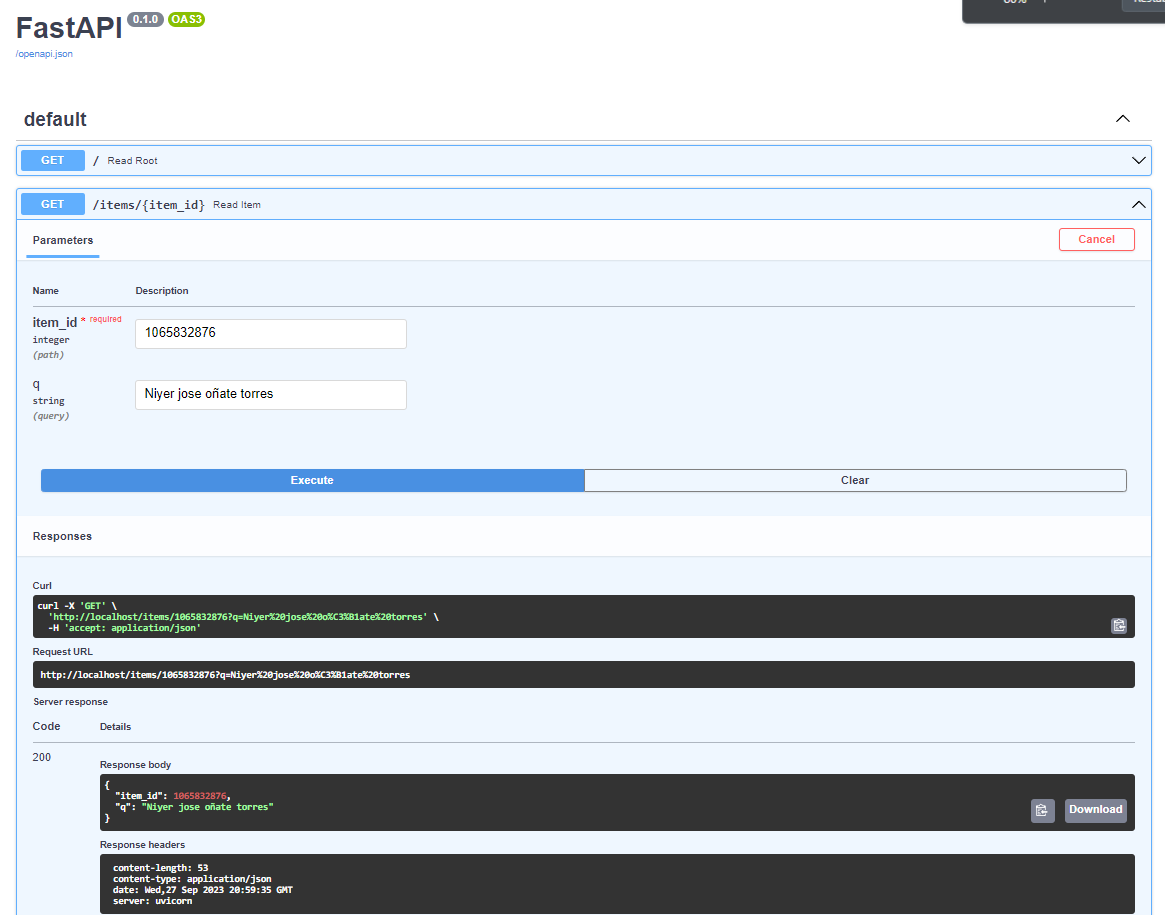 FastAPI 0.1.0 OAS3
/openapi.json
default
GET / Read Root
GET /items/{item_id} Read Item
Parameters
Cancel
Name Description
item_id * required
integer
(path)
1065832876
q
string
(query)
Niyer jose oñate torres
Execute
Clear
Responses
Curl
curl -X 'GET' \
'http://localhost/items/1065832876?q=Niyer%20jose%20o%C3%B1ate%20torres' \
-H 'accept: application/json'
Request URL
http://localhost/items/1065832876?q=Niyer%20jose%20o%C3%B1ate%20torres
Server response
Code Details
200
Response body
{
"item_id": 1065832876,
"q": "Niyer jose oñate torres"
}
Download
Response headers
content-length: 53
content-type: application/json
date: Wed,27 Sep 2023 20:59:35 GMT
server: uvicorn